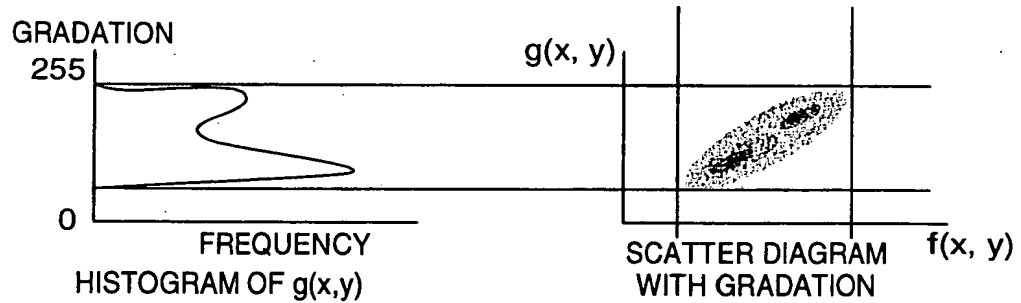 GRADATION
255
0
FREQUENCY
HISTOGRAM OF g(x,y)
g(x, y)
f(x, y)
SCATTER DIAGRAM
WITH GRADATION